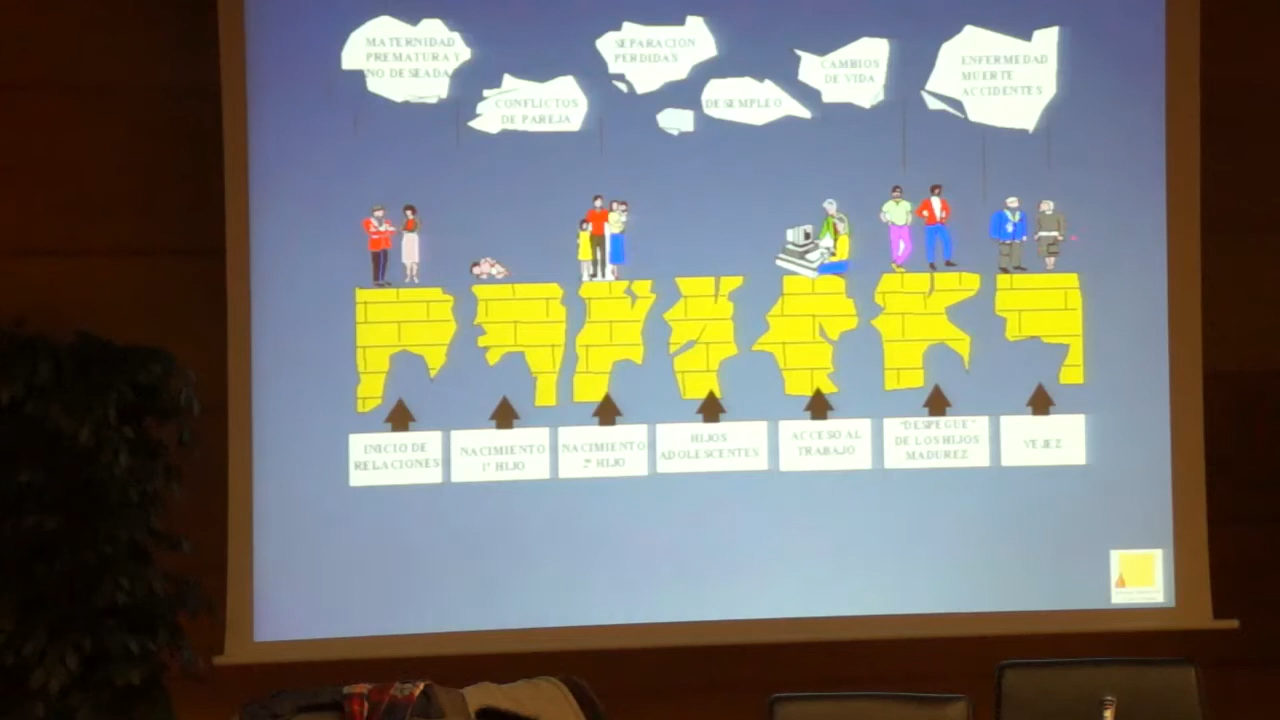 MATERNIDAD
PREMATURA Y
NO DESEADA
CONFLICTOS
DE PAREJA
SEPARACION
PERDIDAS
DESEMPLEO
CAMBIOS
DE VIDA
ENFERMEDAD
MUERTE
ACCIDENTES
INICIO DE
RELACIONES
NACIMIENTO
1º HIJO
NACIMIENTO
2º HIJO
HIJOS
ADOLESCENTES
ACCESO AL
TRABAJO
"DESPEGUE"
DE LOS HIJOS
MADUREZ
VEJEZ